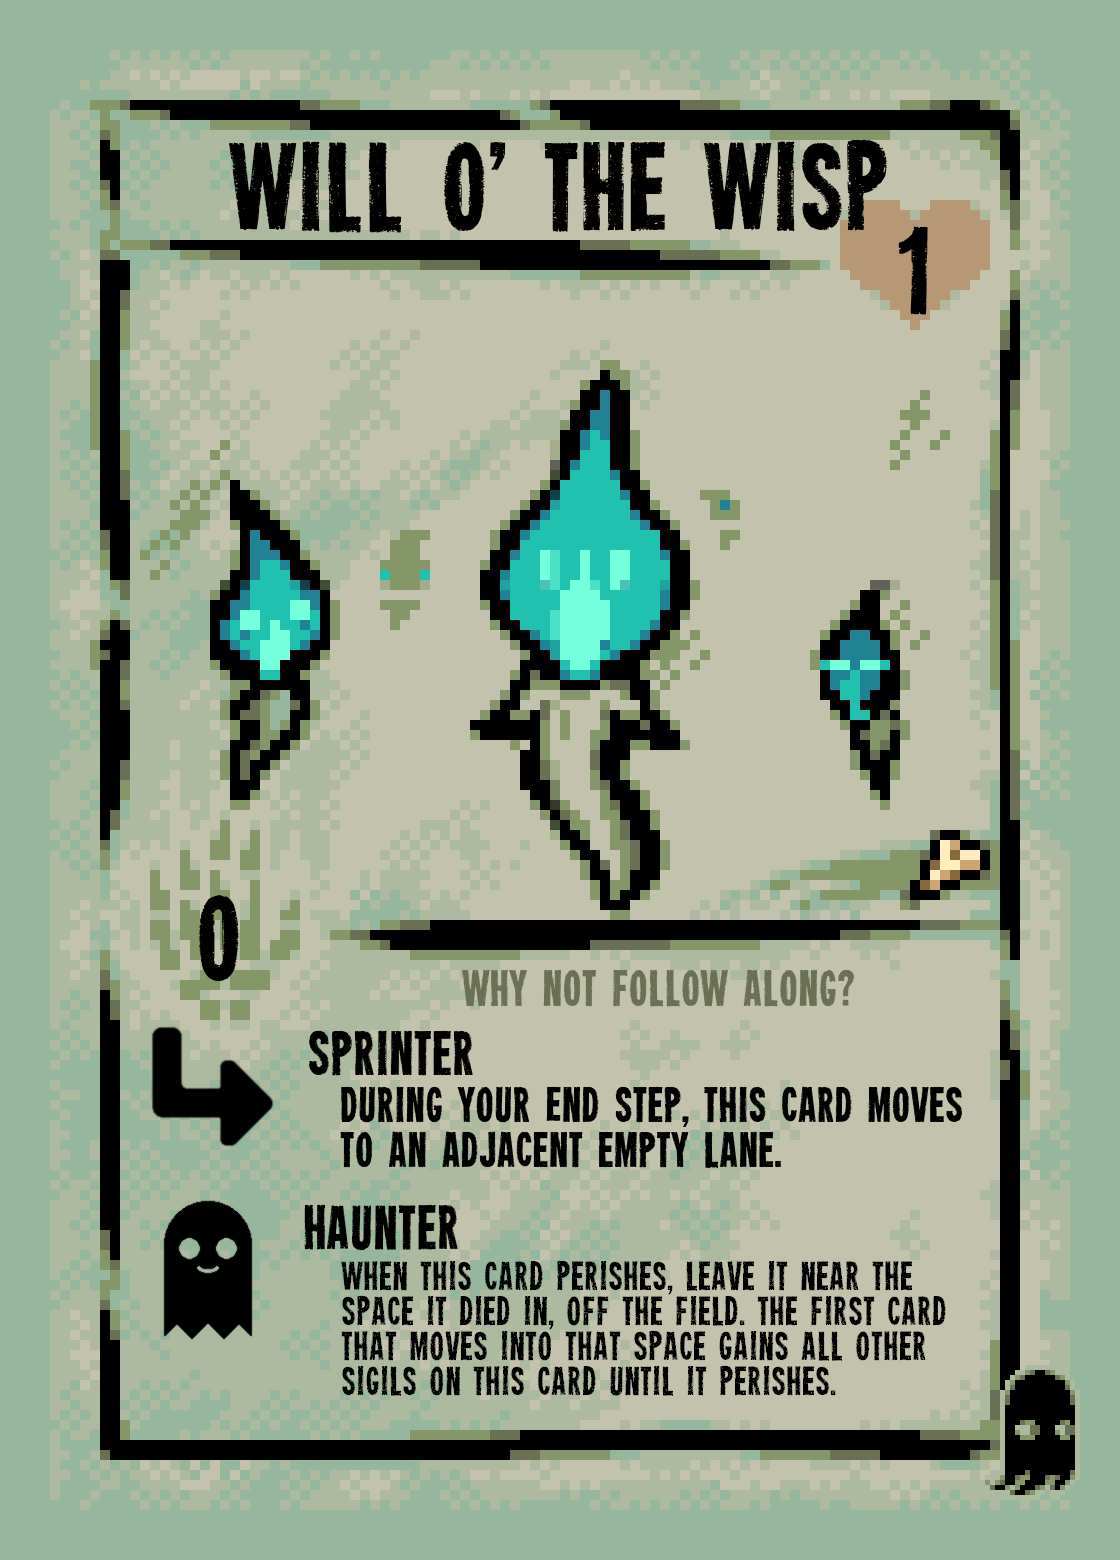 WILL O' THE WISP
1
0
WHY NOT FOLLOW ALONG?
SPRINTER
DURING YOUR END STEP, THIS CARD MOVES
TO AN ADJACENT EMPTY LANE.
HAUNTER
WHEN THIS CARD PERISHES, LEAVE IT NEAR THE
SPACE IT DIED IN, OFF THE FIELD. THE FIRST CARD
THAT MOVES INTO THAT SPACE GAINS ALL OTHER
SIGILS ON THIS CARD UNTIL IT PERISHES.